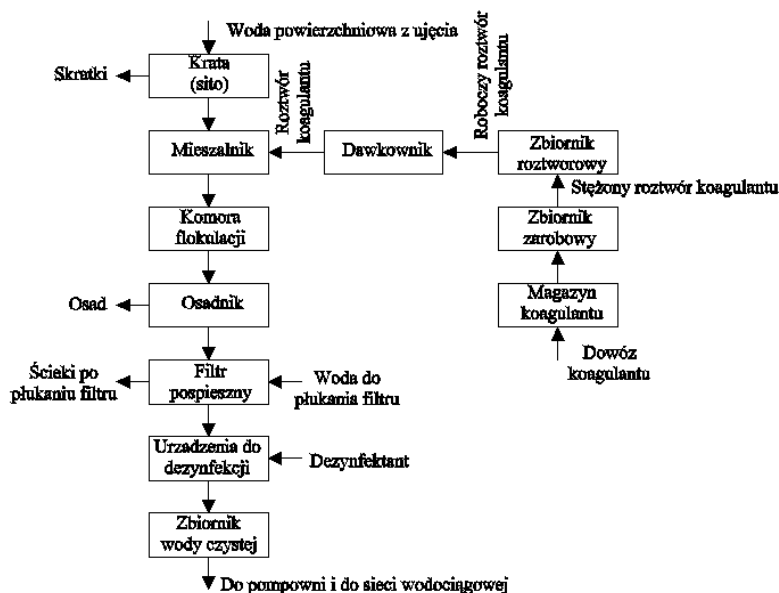 Woda powierzchniowa z ujęcia
Skratki
Krata
(sito)
Roztwór
koagulantu
Roboczy roztwór
koagulantu
Mieszalnik
Dawkownik
Zbiornik
roztworowy
Stężony roztwór koagulantu
Komora
flokulacji
Zbiornik
zarobowy
Osad
Osadnik
Magazyn
koagulantu
Dowóz
koagulantu
Ścieki po
płukaniu filtru
Filtr
pospieszny
Woda do
płukania filtru
Urzadzenia do
dezynfekcji
Dezynfektant
Zbiornik
wody czystej
Do pompowni i do sieci wodociągowej